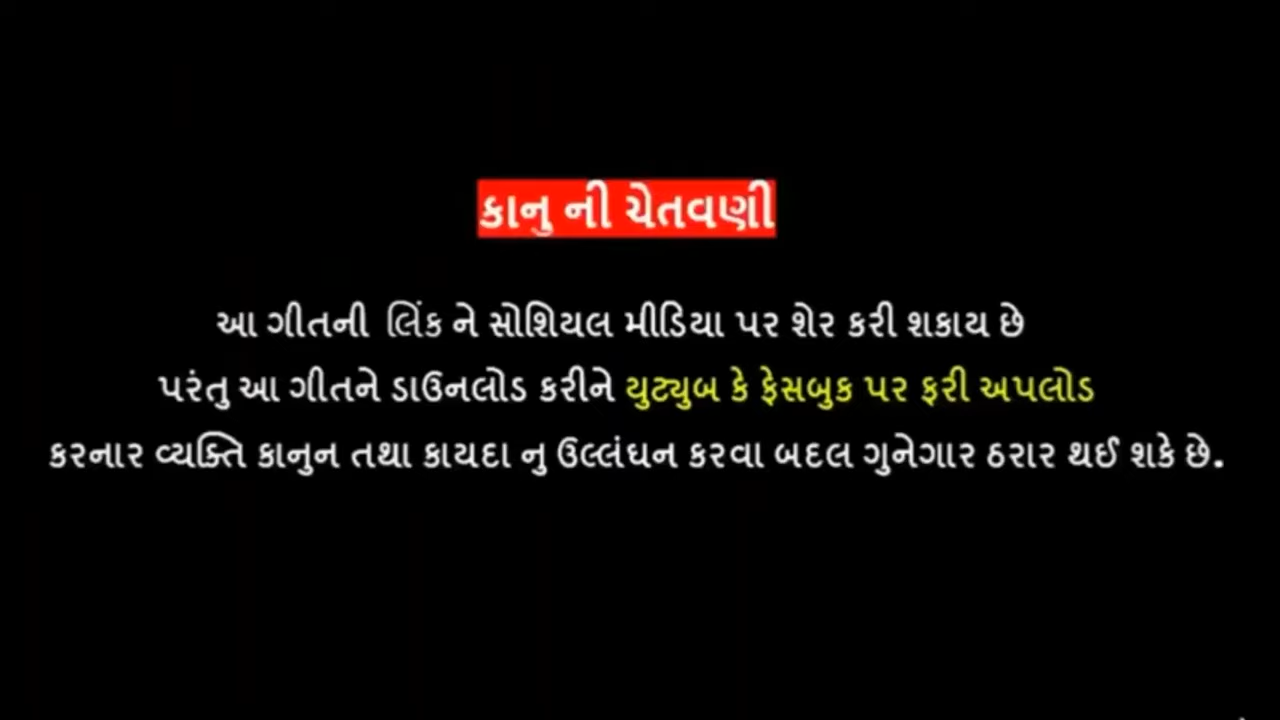 કાનુ ની ચેતવણી
આ ગીતની લિંક ને સોશિયલ મીડિયા પર શેર કરી શકાય છે
પરંતુ આ ગીતને ડાઉનલોડ કરીને યુટ્યુબ કે ફેસબુક પર ફરી અપલોડ
કરનાર વ્યક્તિ કાનુન તથા કાયદા નુ ઉલ્લંઘન કરવા બદલ ગુનેગાર ઠરાર થઈ શકે છે.